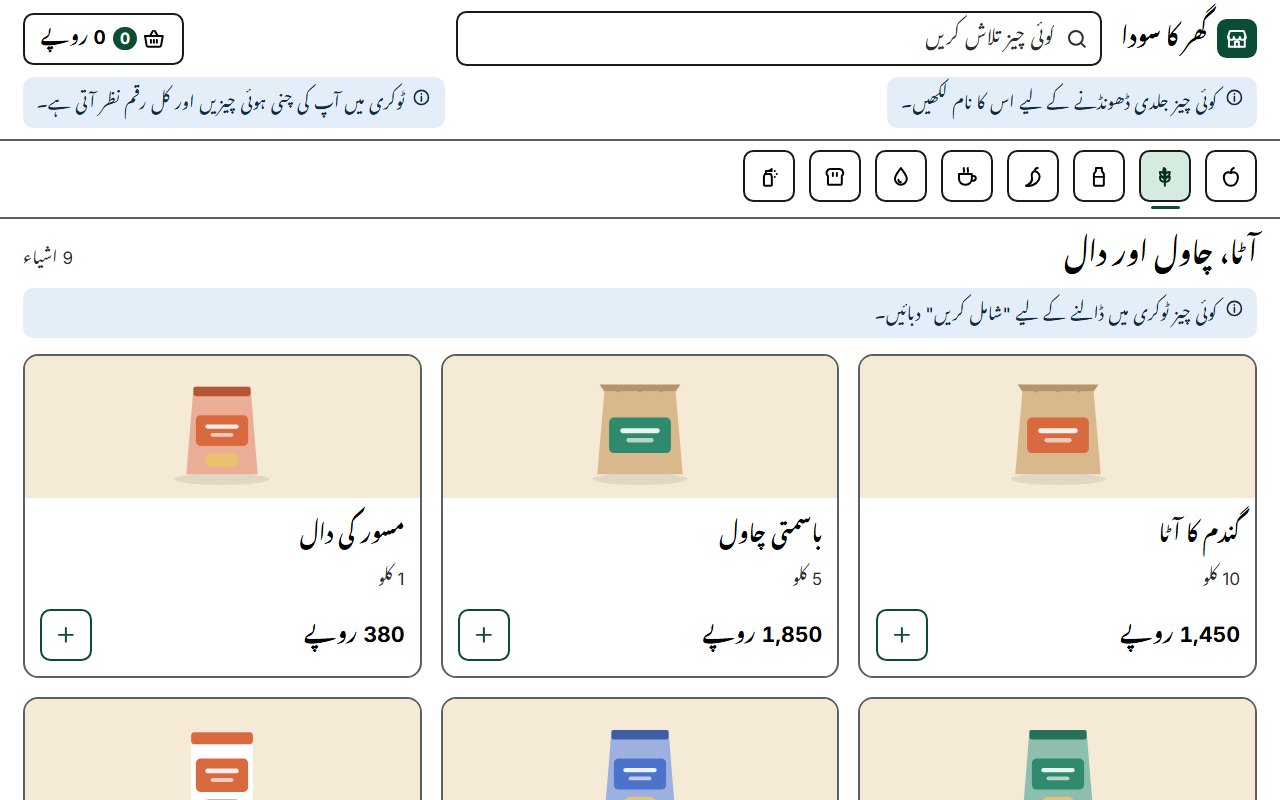 گھر کا سودا
کوئی چیز تلاش کریں
0 0 روپے
کوئی چیز جلدی ڈھونڈنے کے لیے اس کا نام لکھیں۔
ٹوکری میں آپ کی چنی ہوئی چیزیں اور کل رقم نظر آتی ہے۔
آٹا، چاول اور دال
9 اشیاء
کوئی چیز ٹوکری میں ڈالنے کے لیے "شامل کریں" دبائیں۔
گندم کا آٹا
10 کلو
1,450 روپے
باسمتی چاول
5 کلو
1,850 روپے
مسور کی دال
1 کلو
380 روپے